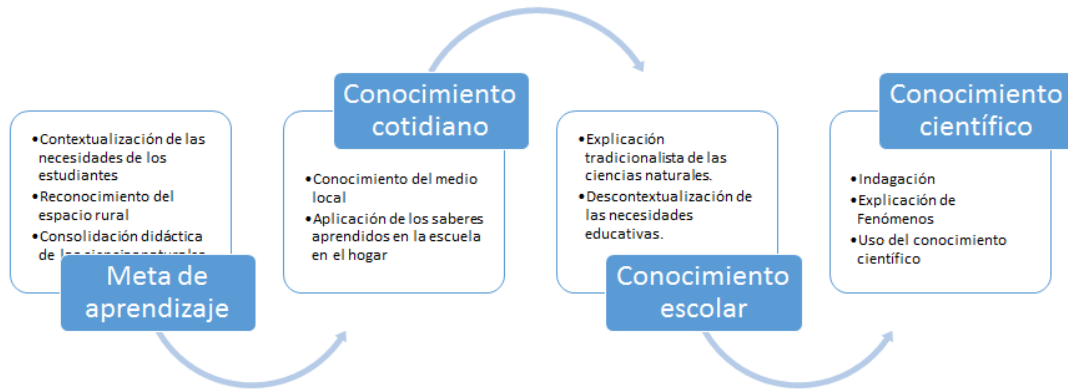 •Contextualización de las
necesidades de los
estudiantes
•Reconocimiento del
espacio rural
•Consolidación didáctica
Meta de
aprendizaje
Conocimiento
cotidiano
•Conocimiento del medio
local
•Aplicación de los saberes
aprendidos en la escuela
en el hogar
•Explicación
tradicionalista de las
ciencias naturales.
•Descontextualización de
las necesidades
educativas.
Conocimiento
escolar
Conocimiento
científico
•Indagación
•Explicación de
Fenómenos
•Uso del conocimiento
científico